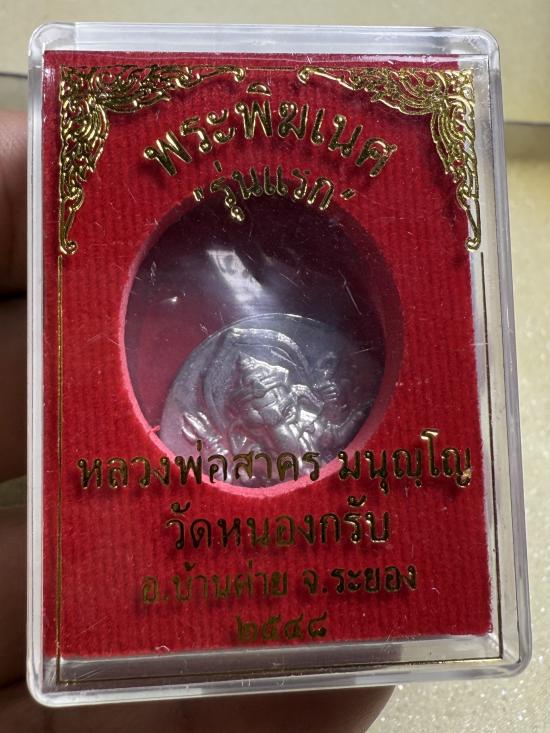 พระพิฆเนศ
"รุ่นแรก"
หลวงพ่อสาคร มนุญฺโญ
วัดหนองกรับ
อ.บ้านค่าย จ.ระยอง
๒๕๔๘